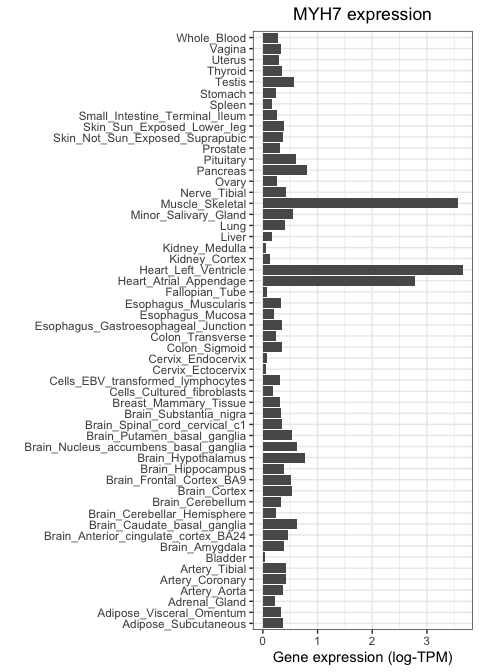 MYH7 expression
Whole_Blood
Vagina
Uterus
Thyroid
Testis
Stomach
Spleen
Small_Intestine_Terminal_Ileum
Skin_Sun_Exposed_Lower_leg
Skin_Not_Sun_Exposed_Suprapubic
Prostate
Pituitary
Pancreas
Ovary
Nerve_Tibial
Muscle_Skeletal
Minor_Salivary_Gland
Lung
Liver
Kidney_Medulla
Kidney_Cortex
Heart_Left_Ventricle
Heart_Atrial_Appendage
Fallopian_Tube
Esophagus_Muscularis
Esophagus_Mucosa
Esophagus_Gastroesophageal_Junction
Colon_Transverse
Colon_Sigmoid
Cervix_Endocervix
Cervix_Ectocervix
Cells_EBV_transformed_lymphocytes
Cells_Cultured_fibroblasts
Breast_Mammary_Tissue
Brain_Substantia_nigra
Brain_Spinal_cord_cervical_c1
Brain_Putamen_basal_ganglia
Brain_Nucleus_accumbens_basal_ganglia
Brain_Hypothalamus
Brain_Hippocampus
Brain_Frontal_Cortex_BA9
Brain_Cortex
Brain_Cerebellum
Brain_Cerebellar_Hemisphere
Brain_Caudate_basal_ganglia
Brain_Anterior_cingulate_cortex_BA24
Brain_Amygdala
Bladder
Artery_Tibial
Artery_Coronary
Artery_Aorta
Adrenal_Gland
Adipose_Visceral_Omentum
Adipose_Subcutaneous
0 1 2 3
Gene expression (log-TPM)